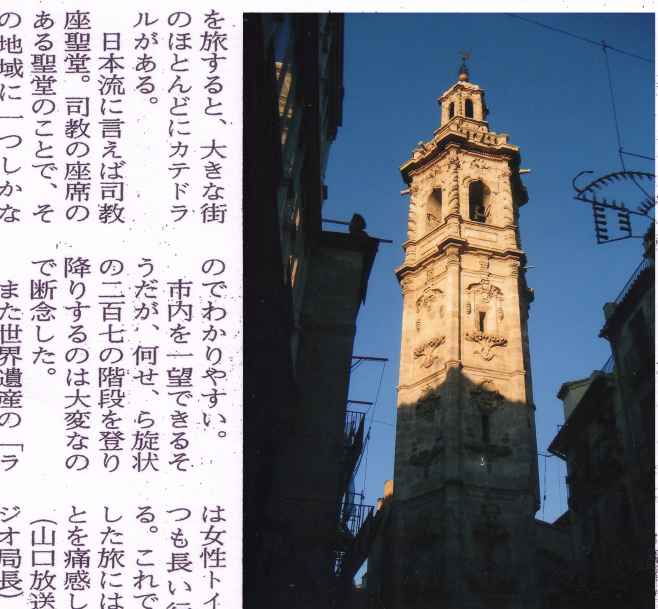 を旅すると、大きな街
のほとんどにカテドラ
ルがある。
日本流に言えば司教
座聖堂。司教の座席の
ある聖堂のことで、そ
の地域に一つしかな
のでわかりやすい。
市内を一望できるそ
うだが、何せ、ら旋状
の二百七の階段を登り
降りするのは大変なの
で断念した。
また世界遺産の「ラ
は女性トイ
つも長い行
る。これで
した旅には
とを痛感し
(山口放送
ジオ局長)